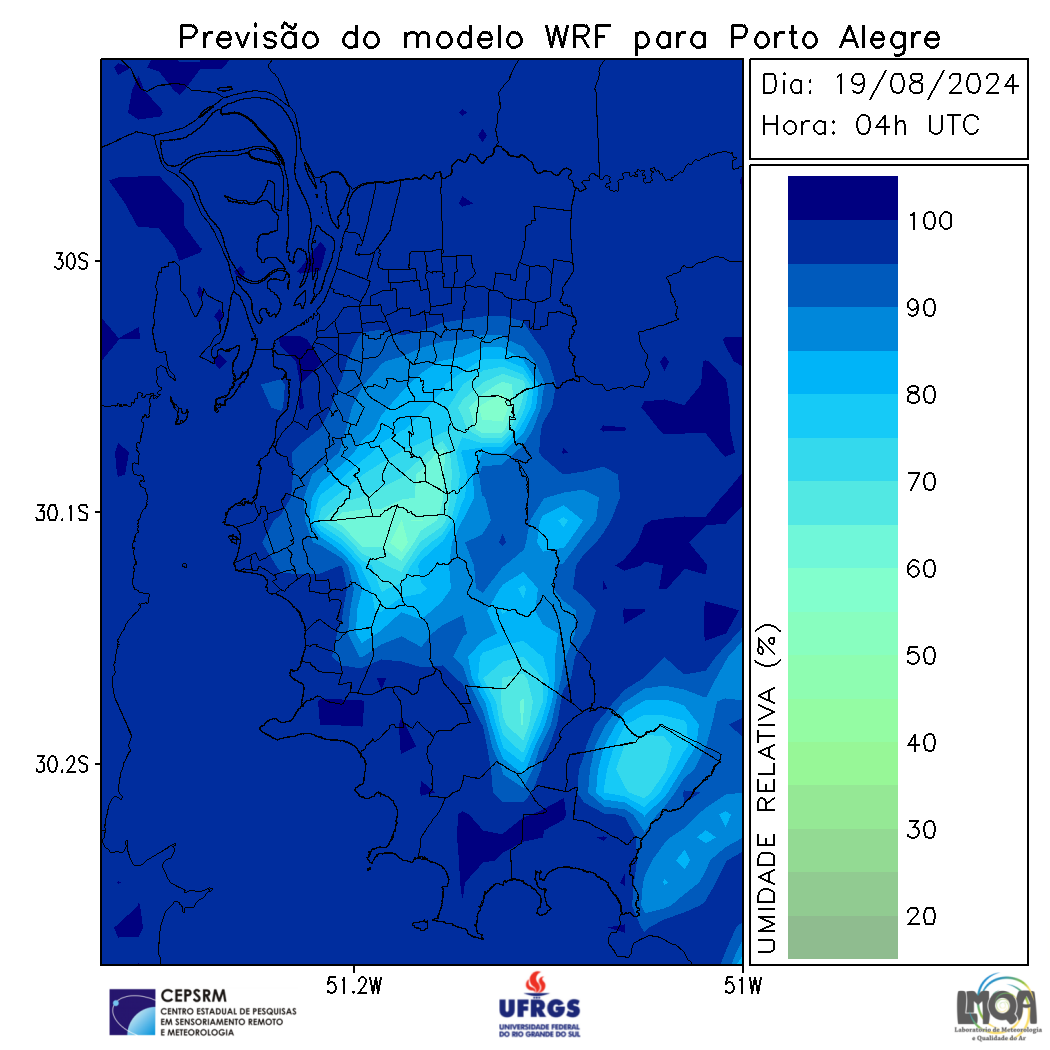 Previsão do modelo WRF para Porto Alegre
Dia: 19/08/2024
Hora: 04h UTC
30S
30.1S
30.2S
51.2W
51W
UMIDADE RELATIVA (%)
100
90
80
70
60
50
40
30
20
CEPSRM
CENTRO ESTADUAL DE PESQUISAS
EM SENSORIAMENTO REMOTO
E METEOROLOGIA
UFRGS
UNIVERSIDADE FEDERAL
DO RIO GRANDE DO SUL
LMQA
Laboratório de Meteorologia
e Qualidade do Ar